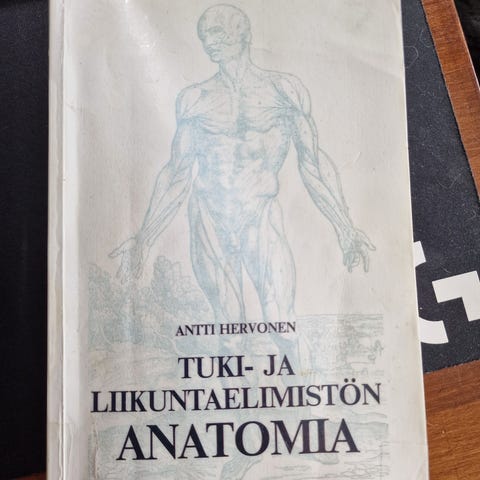 ANTTI HERVONEN
TUKI- JA
LIIKUNTAELIMISTÖN
ANATOMIA